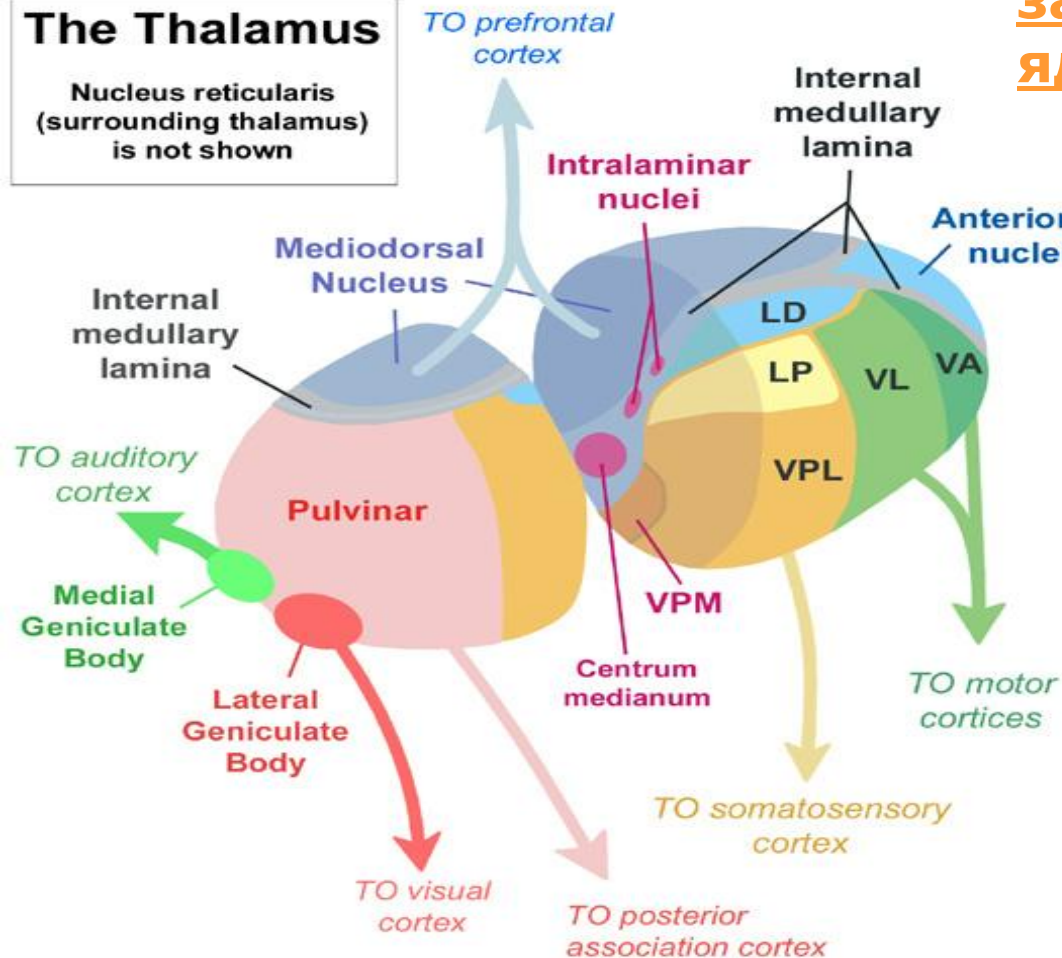 The Thalamus
Nucleus reticularis
(surrounding thalamus)
is not shown
TO prefrontal
cortex
Internal
medullary
lamina
Intralaminar
nuclei
Mediodorsal
Nucleus
Internal
medullary
lamina
LD
LP
VL
VA
VPL
TO auditory
cortex
Pulvinar
Medial
Geniculate
Body
VPM
Centrum
medianum
Lateral
Geniculate
Body
TO motor
cortices
TO somatosensory
cortex
TO visual
cortex
TO posterior
association cortex